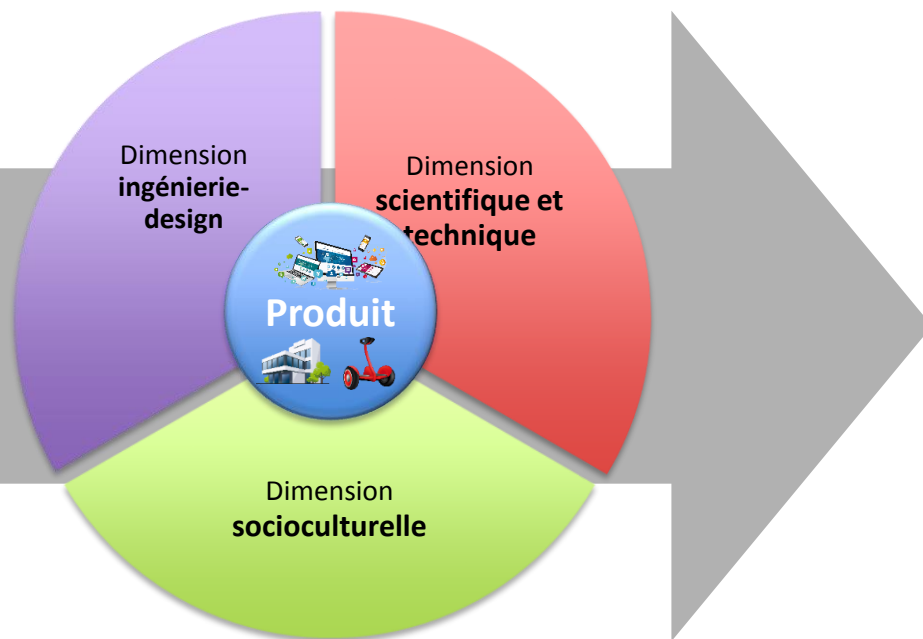 Dimension
ingénierie-
design
Dimension
scientifique et
technique
Produit
Dimension
socioculturelle